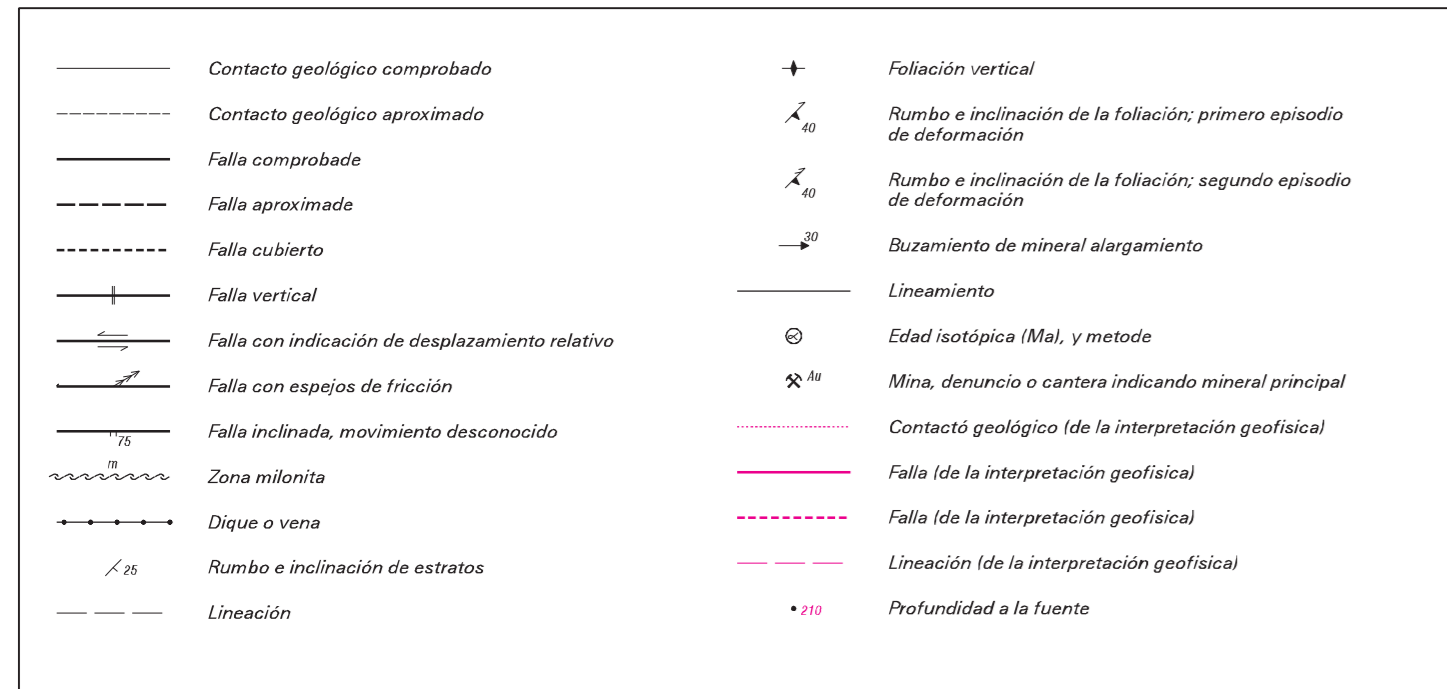 Contacto geológico comprobado
Contacto geológico aproximado
Falla comprobade
Falla aproximade
Falla cubierto
Falla vertical
Falla con indicación de desplazamiento relativo
Falla con espejos de fricción
75 Falla inclinada, movimiento desconocido
m
Zona milonita
Dique o vena
25 Rumbo e inclinación de estratos
Lineación
Foliación vertical
40 Rumbo e inclinación de la foliación; primero episodio
de deformación
40 Rumbo e inclinación de la foliación; segundo episodio
de deformación
30 Buzamiento de mineral alargamiento
Lineamiento
Edad isotópica (Ma), y metode
Au Mina, denuncio o cantera indicando mineral principal
Contactó geológico (de la interpretación geofisica)
Falla (de la interpretación geofisica)
Falla (de la interpretación geofisica)
Lineación (de la interpretación geofisica)
210 Profundidad a la fuente